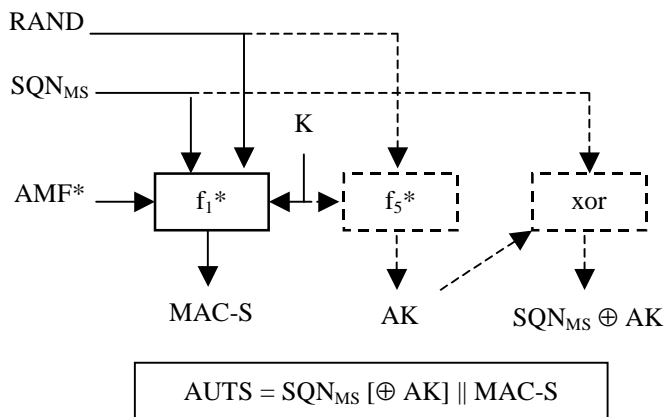 RAND
SQN_MS
K
AMF*
f_1*
f_5*
xor
MAC-S
AK
SQN_MS ⊕ AK
AUTS = SQN_MS [⊕ AK] || MAC-S